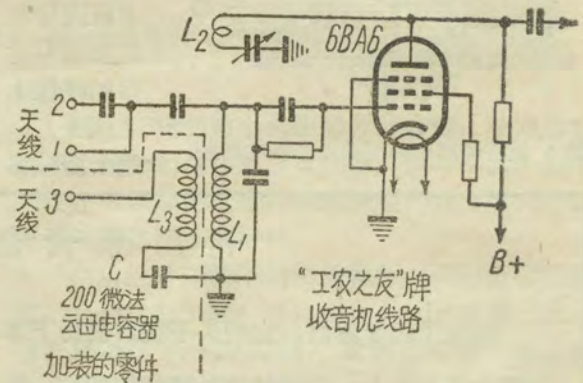 L₂
6BA6
2
1
天线
天线
3
L₃
L₁
C
200微法
云母电容器
加装的零件
B+
"工农之友"牌
收音机线路